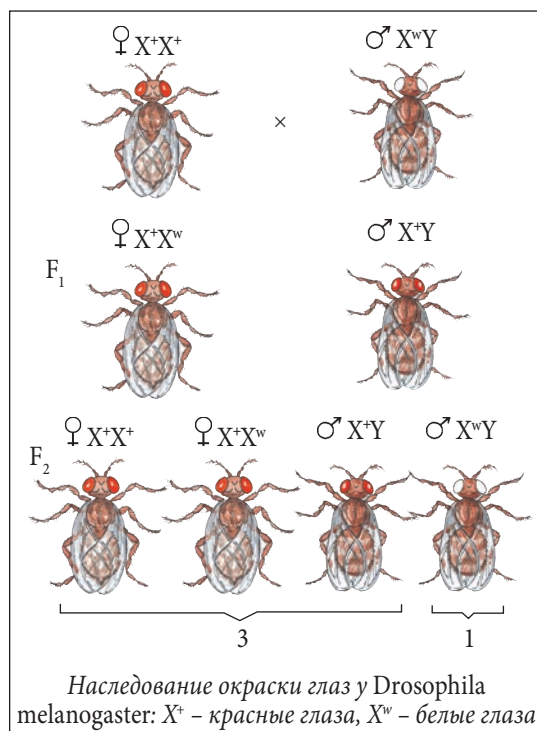 ♀ X⁺X⁺ ♂ XʷY
×
♀ X⁺Xʷ ♂ X⁺Y
F₁
♀ X⁺X⁺ ♀ X⁺Xʷ ♂ X⁺Y ♂ XʷY
F₂
3 1
Наследование окраски глаз у Drosophila
melanogaster: X⁺ – красные глаза, Xʷ – белые глаза